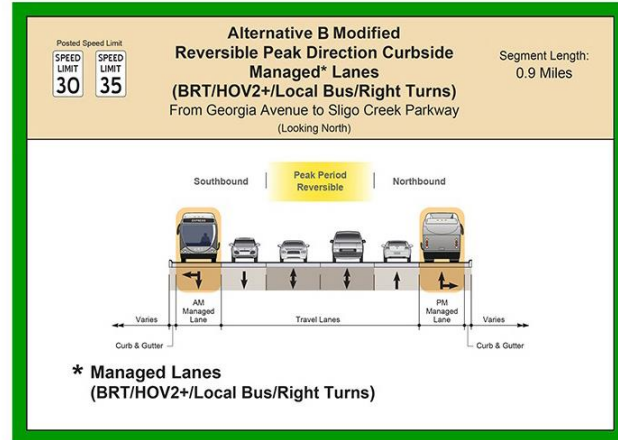 Posted Speed Limit
SPEED
LIMIT
30
SPEED
LIMIT
35
Alternative B Modified
Reversible Peak Direction Curbside
Managed* Lanes
(BRT/HOV2+/Local Bus/Right Turns)
From Georgia Avenue to Sligo Creek Parkway
(Looking North)
Segment Length:
0.9 Miles
Southbound
Peak Period
Reversible
Northbound
Varies
AM
Managed
Lane
Travel Lanes
PM
Managed
Lane
Varies
Curb & Gutter
Curb & Gutter
* Managed Lanes
(BRT/HOV2+/Local Bus/Right Turns)